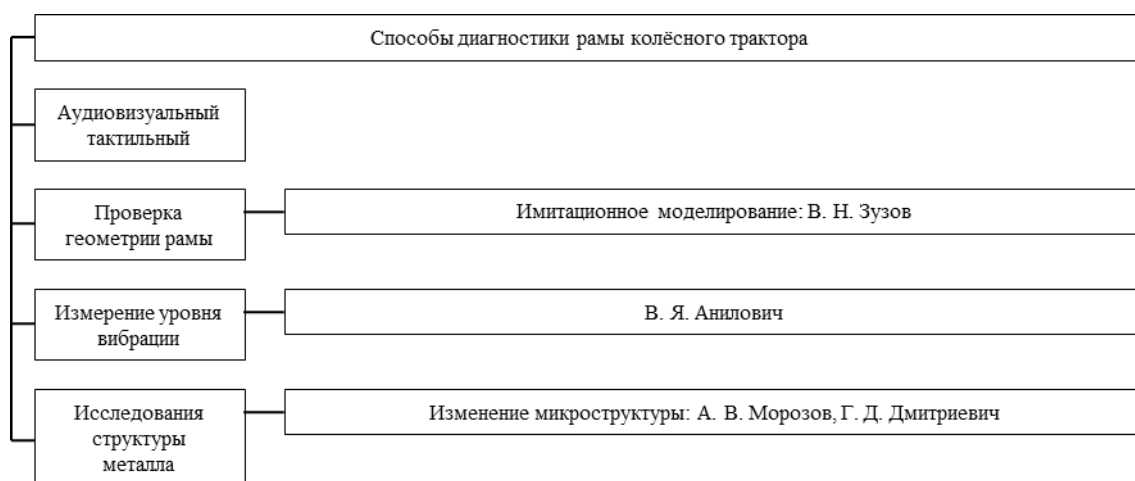 Способы диагностики рамы колёсного трактора
Аудиовизуальный
тактильный
Проверка
геометрии рамы
Имитационное моделирование: В. Н. Зузов
Измерение уровня
вибрации
В. Я. Анилович
Исследования
структуры
металла
Изменение микроструктуры: А. В. Морозов, Г. Д. Дмитриевич